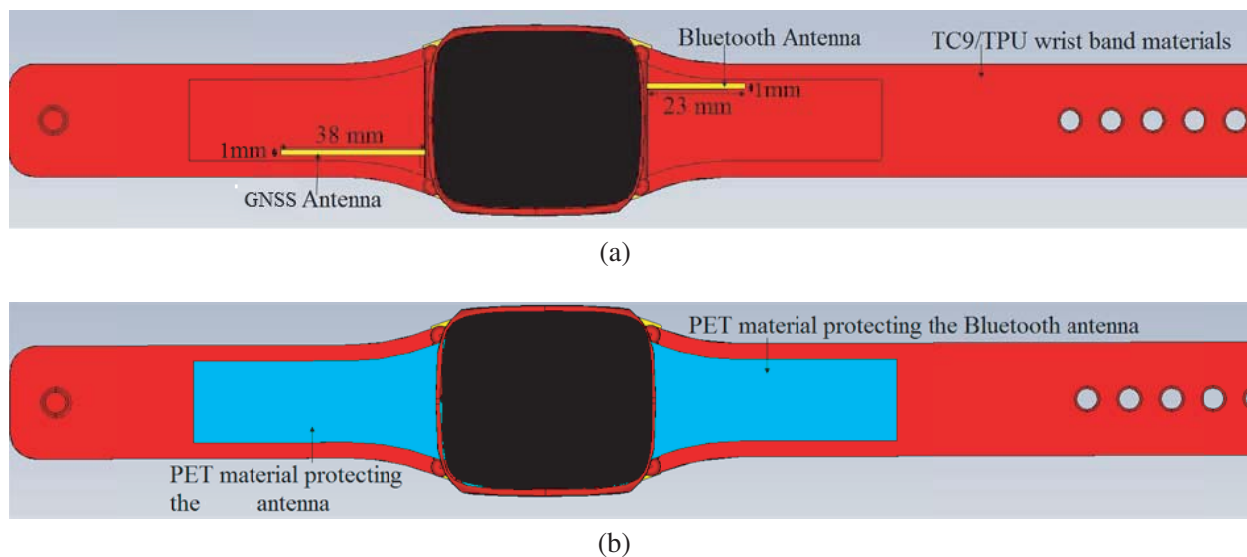 Bluetooth Antenna
TC9/TPU wrist band materials
38 mm
23 mm
1mm
1mm
GNSS Antenna
(a)
PET material protecting the Bluetooth antenna
PET material protecting
the antenna
(b)